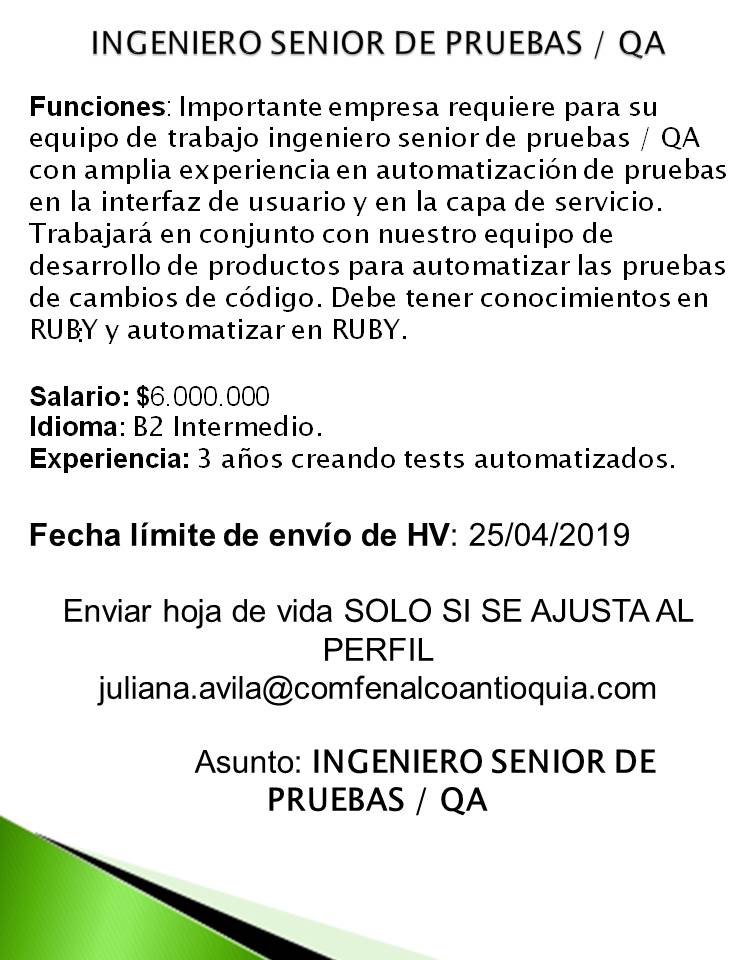 INGENIERO SENIOR DE PRUEBAS / QA
Funciones: Importante empresa requiere para su
equipo de trabajo ingeniero senior de pruebas / QA
con amplia experiencia en automatización de pruebas
en la interfaz de usuario y en la capa de servicio.
Trabajará en conjunto con nuestro equipo de
desarrollo de productos para automatizar las pruebas
de cambios de código. Debe tener conocimientos en
RUBY y automatizar en RUBY.
Salario: $6.000.000
Idioma: B2 Intermedio.
Experiencia: 3 años creando tests automatizados.
Fecha límite de envío de HV: 25/04/2019
Enviar hoja de vida SOLO SI SE AJUSTA AL
PERFIL
juliana.avila@comfenalcoantioquia.com
Asunto: INGENIERO SENIOR DE
PRUEBAS / QA